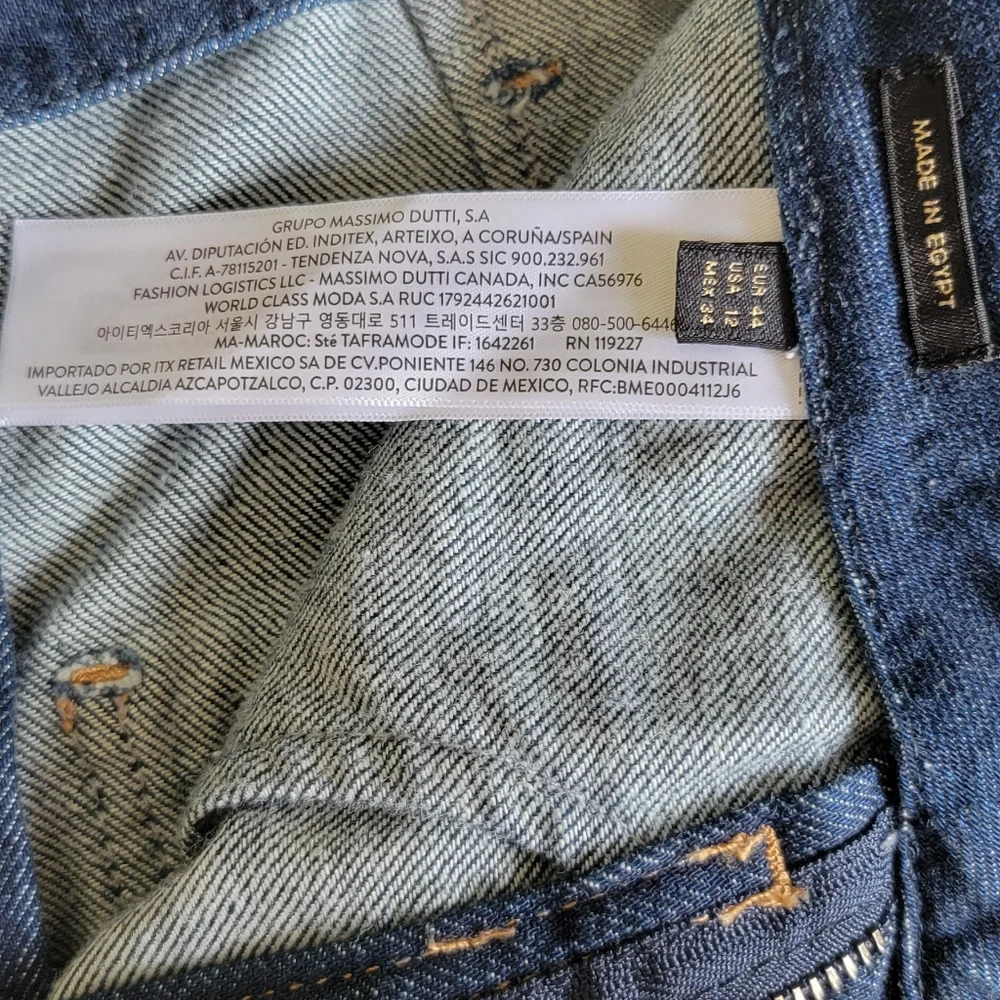 GRUPO MASSIMO DUTTI, S.A
AV. DIPUTACIÓN ED. INDITEX, ARTEIXO, A CORUÑA/SPAIN
C.I.F. A-78115201 - TENDENZA NOVA, S.A.S SIC 900.232.961
FASHION LOGISTICS LLC - MASSIMO DUTTI CANADA, INC CA56976
WORLD CLASS MODA S.A RUC 1792442621001
아이티엑스코리아 서울시 강남구 영동대로 511 트레이드센터 33층 080-500-6446
MA-MAROC: Sté TAFRAMODE IF: 1642261 RN 119227
IMPORTADO POR ITX RETAIL MEXICO SA DE CV.PONIENTE 146 NO. 730 COLONIA INDUSTRIAL
VALLEJO ALCALDIA AZCAPOTZALCO, C.P. 02300, CIUDAD DE MEXICO, RFC:BME0004112J6
EUR 44
USA 12
MEX 34
MADE IN EGYPT